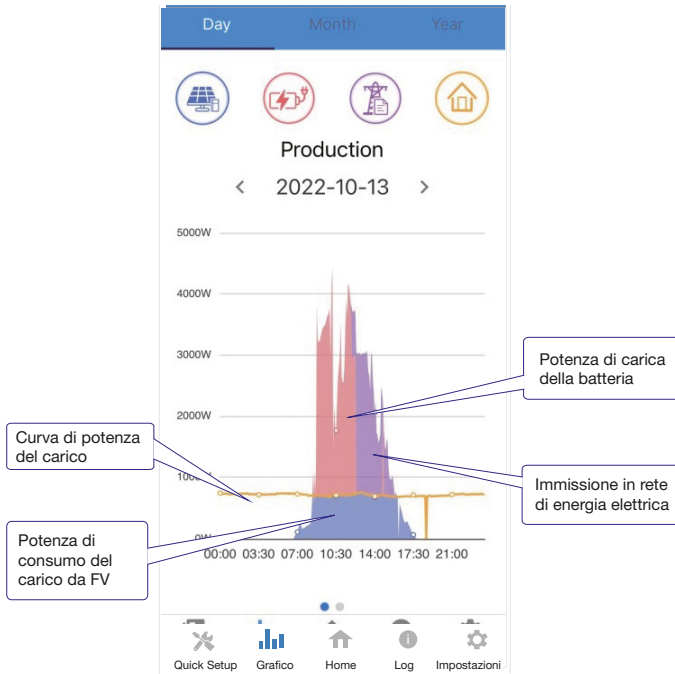 Day Month Year
Production
< 2022-10-13 >
5000W
4000W
3000W
Potenza di carica
della batteria
2000W
Curva di potenza
del carico
Immissione in rete
di energia elettrica
Potenza di
consumo del
carico da FV
00:00 03:30 07:00 10:30 14:00 17:30 21:00
Quick Setup Grafico Home Log Impostazioni